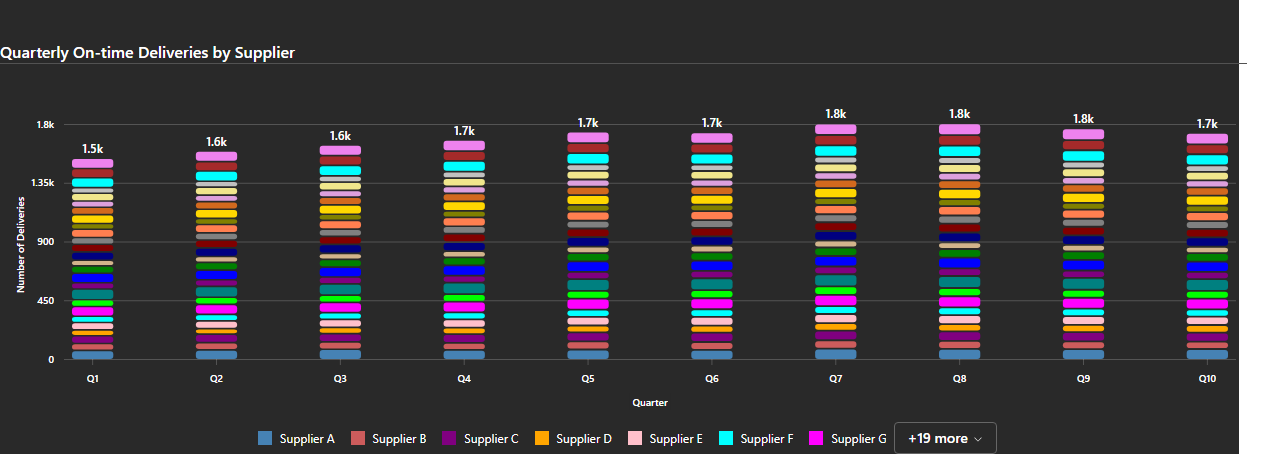 Quarterly On-time Deliveries by Supplier
1.5k 1.6k 1.6k 1.7k 1.7k 1.7k 1.8k 1.8k 1.8k 1.7k
1.8k
1.35k
900
450
0
Number of Deliveries
Q1 Q2 Q3 Q4 Q5 Q6 Q7 Q8 Q9 Q10
Quarter
Supplier A Supplier B Supplier C Supplier D Supplier E Supplier F Supplier G +19 more